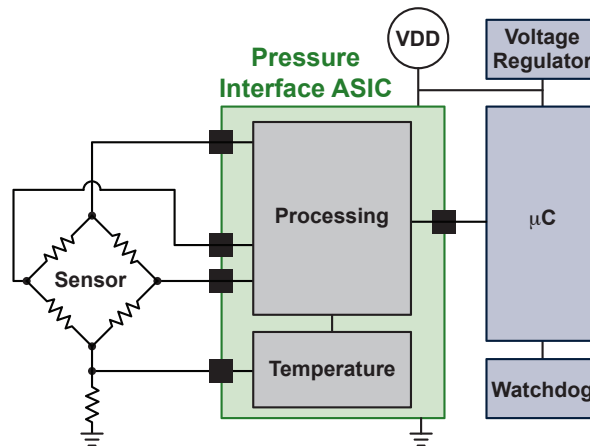 VDD
Voltage
Regulator
Pressure
Interface ASIC
Processing
μC
Sensor
Temperature
Watchdog